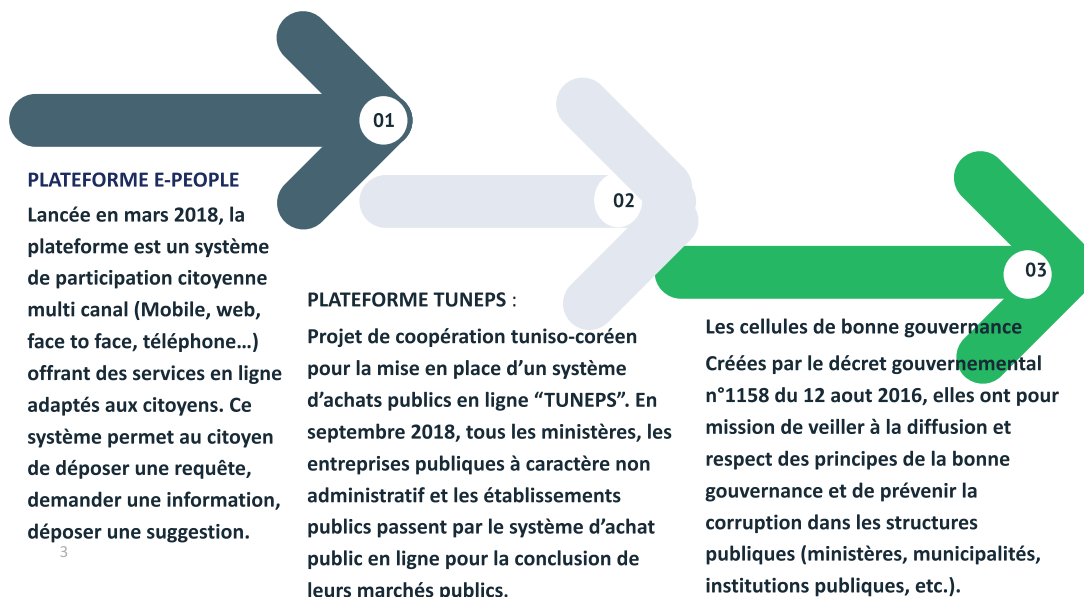 01
PLATEFORME E-PEOPLE
Lancée en mars 2018, la
plateforme est un système
de participation citoyenne
multi canal (Mobile, web,
face to face, téléphone…)
offrant des services en ligne
adaptés aux citoyens. Ce
système permet au citoyen
de déposer une requête,
demander une information,
déposer une suggestion.
3
02
PLATEFORME TUNEPS :
Projet de coopération tuniso-coréen
pour la mise en place d’un système
d’achats publics en ligne “TUNEPS”. En
septembre 2018, tous les ministères, les
entreprises publiques à caractère non
administratif et les établissements
publics passent par le système d’achat
public en ligne pour la conclusion de
leurs marchés publics.
03
Les cellules de bonne gouvernance
Créées par le décret gouvernemental
n°1158 du 12 aout 2016, elles ont pour
mission de veiller à la diffusion et
respect des principes de la bonne
gouvernance et de prévenir la
corruption dans les structures
publiques (ministères, municipalités,
institutions publiques, etc.).